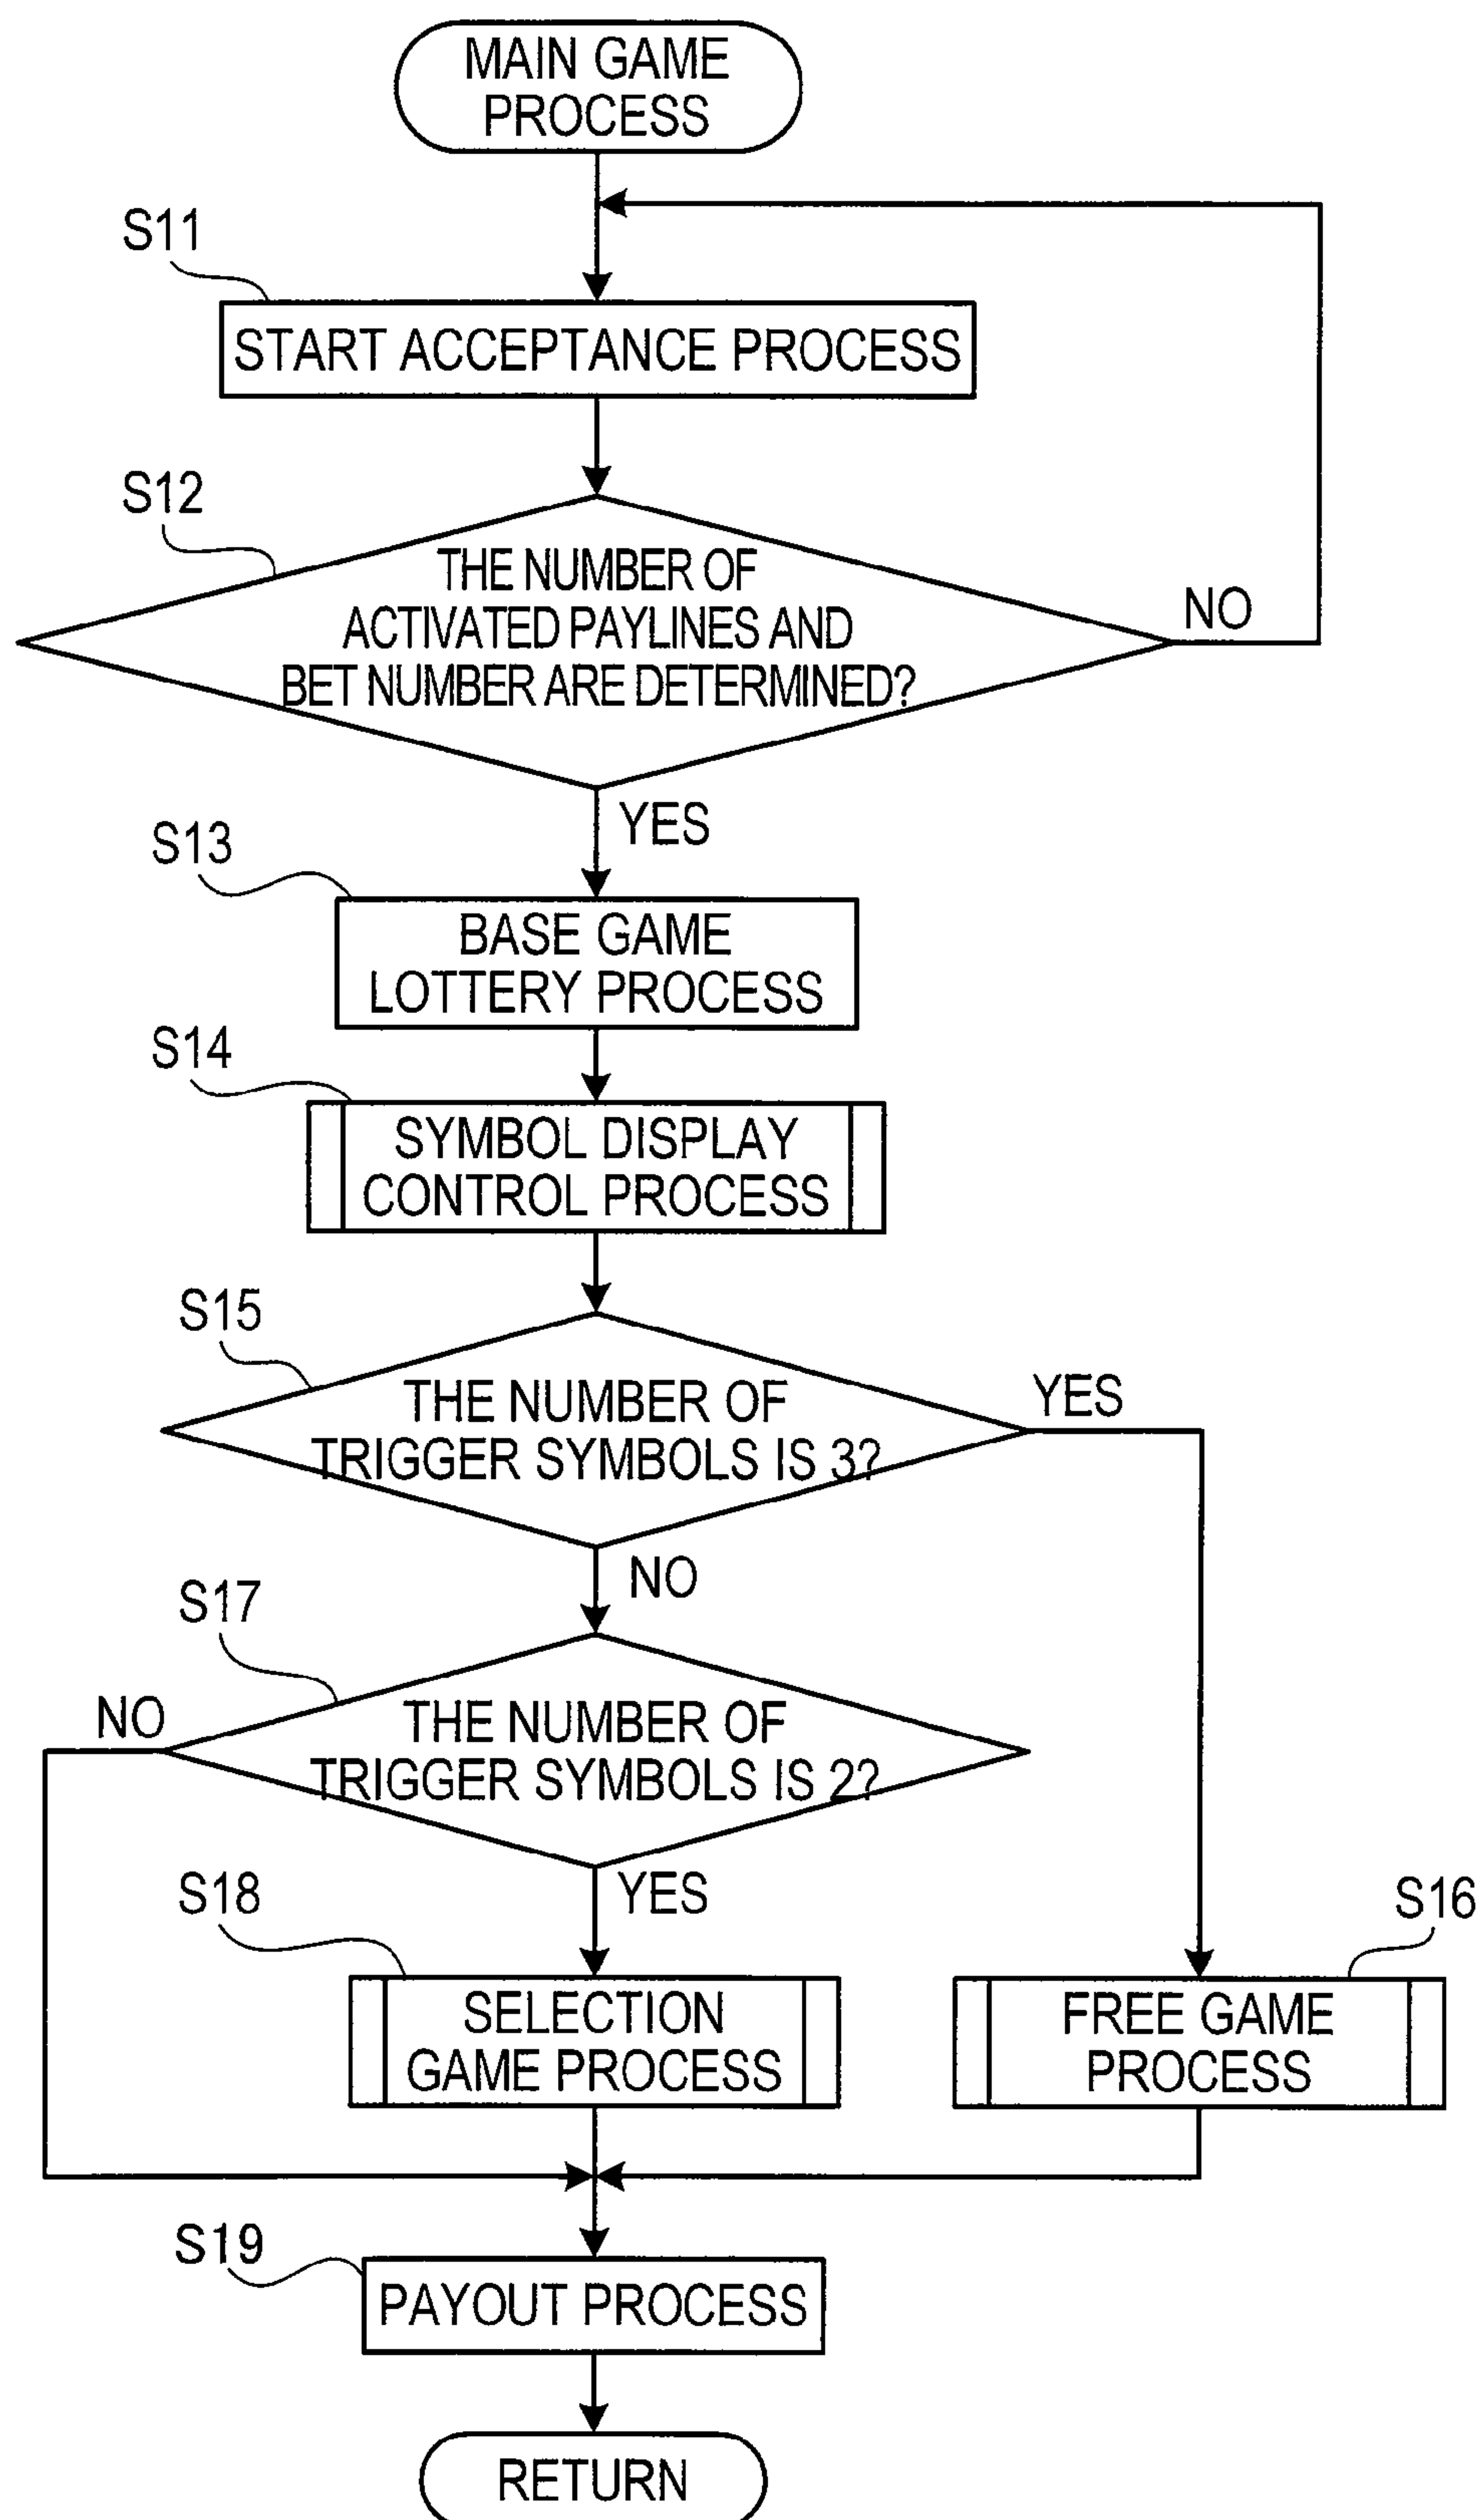 MAIN GAME
PROCESS
S11
START ACCEPTANCE PROCESS
S12
THE NUMBER OF
ACTIVATED PAYLINES AND
BET NUMBER ARE DETERMINED?
NO
YES
S13
BASE GAME
LOTTERY PROCESS
S14
SYMBOL DISPLAY
CONTROL PROCESS
S15
THE NUMBER OF
TRIGGER SYMBOLS IS 3?
YES
NO
S17
THE NUMBER OF
TRIGGER SYMBOLS IS 2?
NO
YES
S18
SELECTION
GAME PROCESS
S16
FREE GAME
PROCESS
S19
PAYOUT PROCESS
RETURN